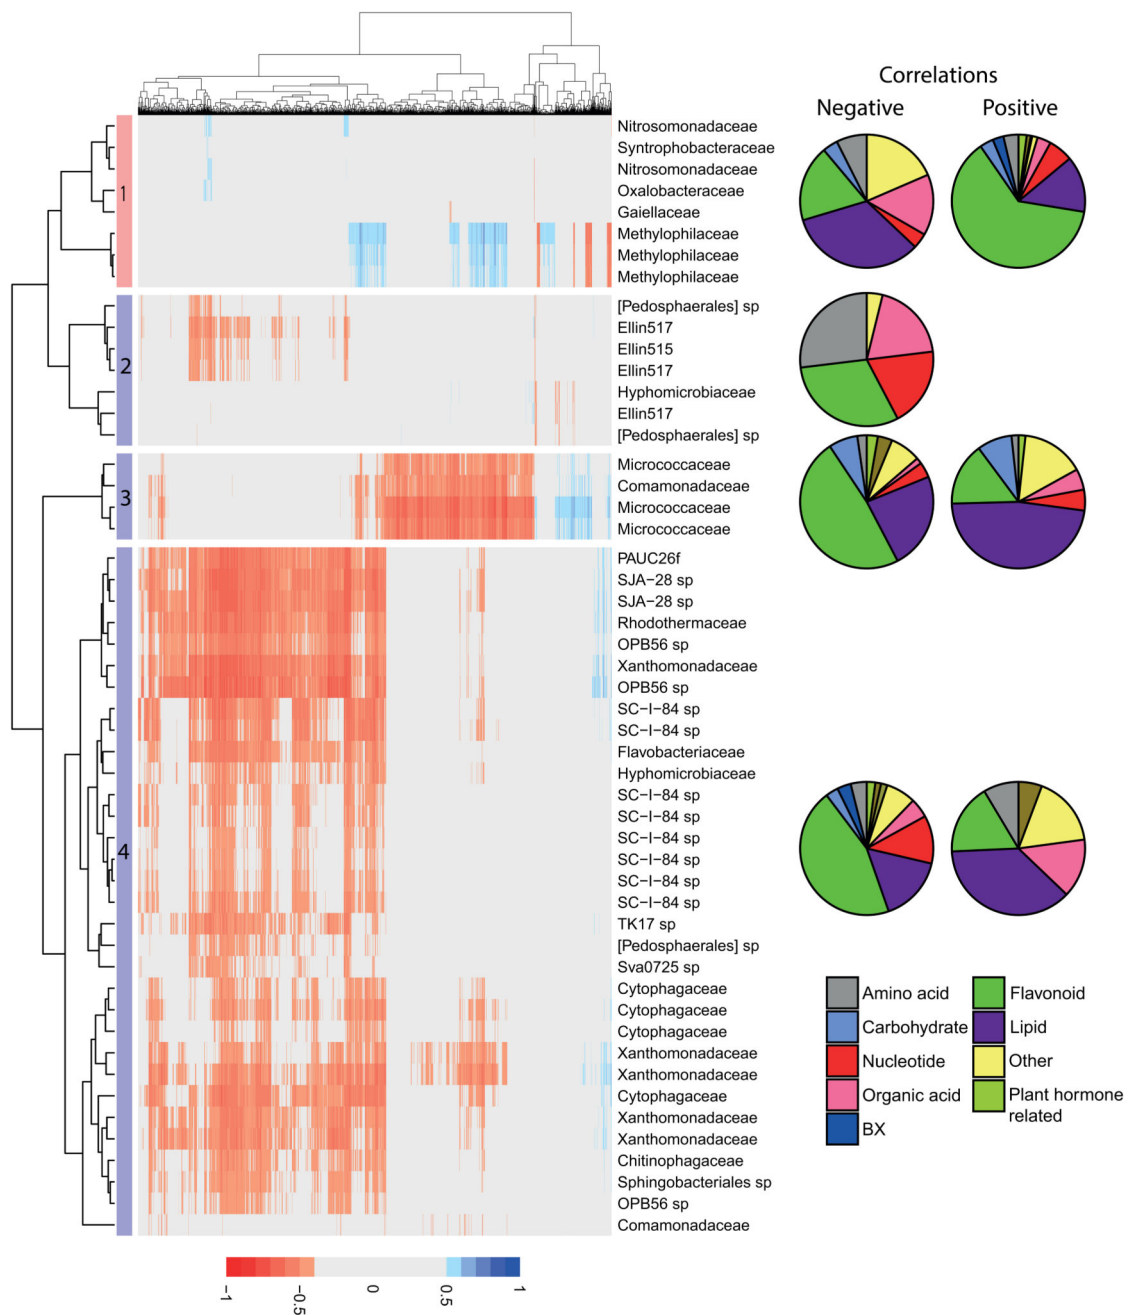 Correlations
Negative Positive
1
Nitrosomonadaceae
Syntrophobacteraceae
Nitrosomonadaceae
Oxalobacteraceae
Gaiellaceae
Methylophilaceae
Methylophilaceae
Methylophilaceae
2
[Pedosphaerales] sp
Ellin517
Ellin515
Ellin517
Hyphomicrobiaceae
Ellin517
[Pedosphaerales] sp
3
Micrococcaceae
Comamonadaceae
Micrococcaceae
Micrococcaceae
4
PAUC26f
SJA−28 sp
SJA−28 sp
Rhodothermaceae
OPB56 sp
Xanthomonadaceae
OPB56 sp
SC−I−84 sp
SC−I−84 sp
Flavobacteriaceae
Hyphomicrobiaceae
SC−I−84 sp
SC−I−84 sp
SC−I−84 sp
SC−I−84 sp
SC−I−84 sp
SC−I−84 sp
TK17 sp
[Pedosphaerales] sp
Sva0725 sp
Cytophagaceae
Cytophagaceae
Cytophagaceae
Xanthomonadaceae
Xanthomonadaceae
Cytophagaceae
Xanthomonadaceae
Xanthomonadaceae
Chitinophagaceae
Sphingobacteriales sp
OPB56 sp
Comamonadaceae
Amino acid
Carbohydrate
Nucleotide
Organic acid
BX
Flavonoid
Lipid
Other
Plant hormone
related
−1
−0.5
0
0.5
1